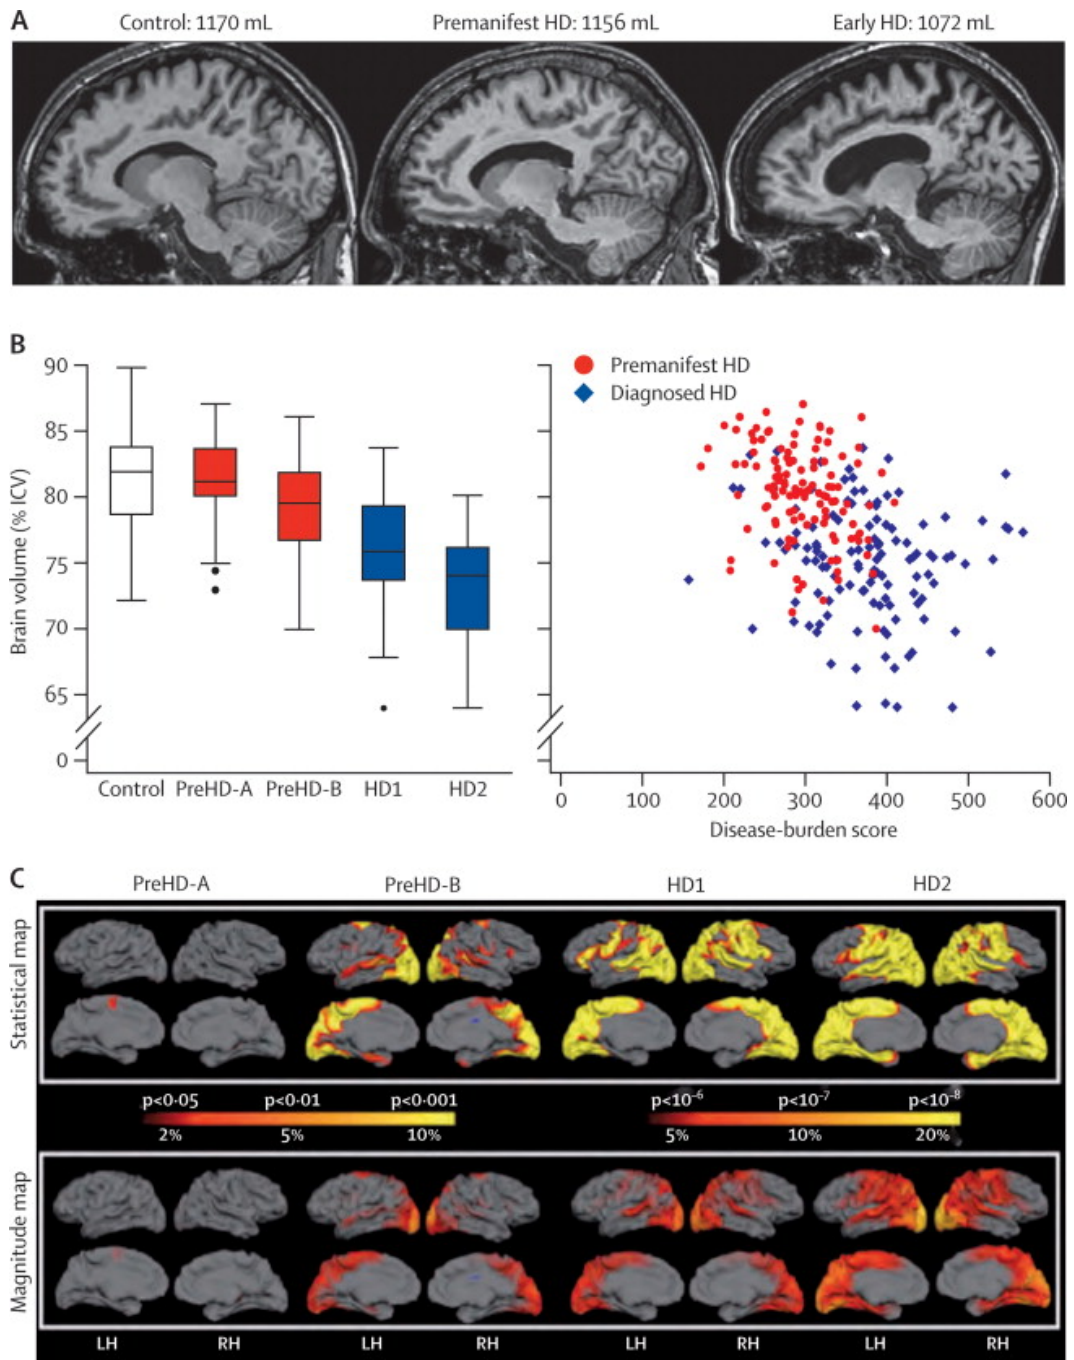 A
Control: 1170 mL Premanifest HD: 1156 mL Early HD: 1072 mL
B
Brain volume (% ICV)
90
85
80
75
70
65
0
Control PreHD-A PreHD-B HD1 HD2
Premanifest HD
Diagnosed HD
0 100 200 300 400 500 600
Disease-burden score
C
PreHD-A PreHD-B HD1 HD2
Statistical map
p<0·05 p<0·01 p<0·001 p<10⁻⁶ p<10⁻⁷ p<10⁻⁸
2% 5% 10% 5% 10% 20%
Magnitude map
LH RH LH RH LH RH LH RH